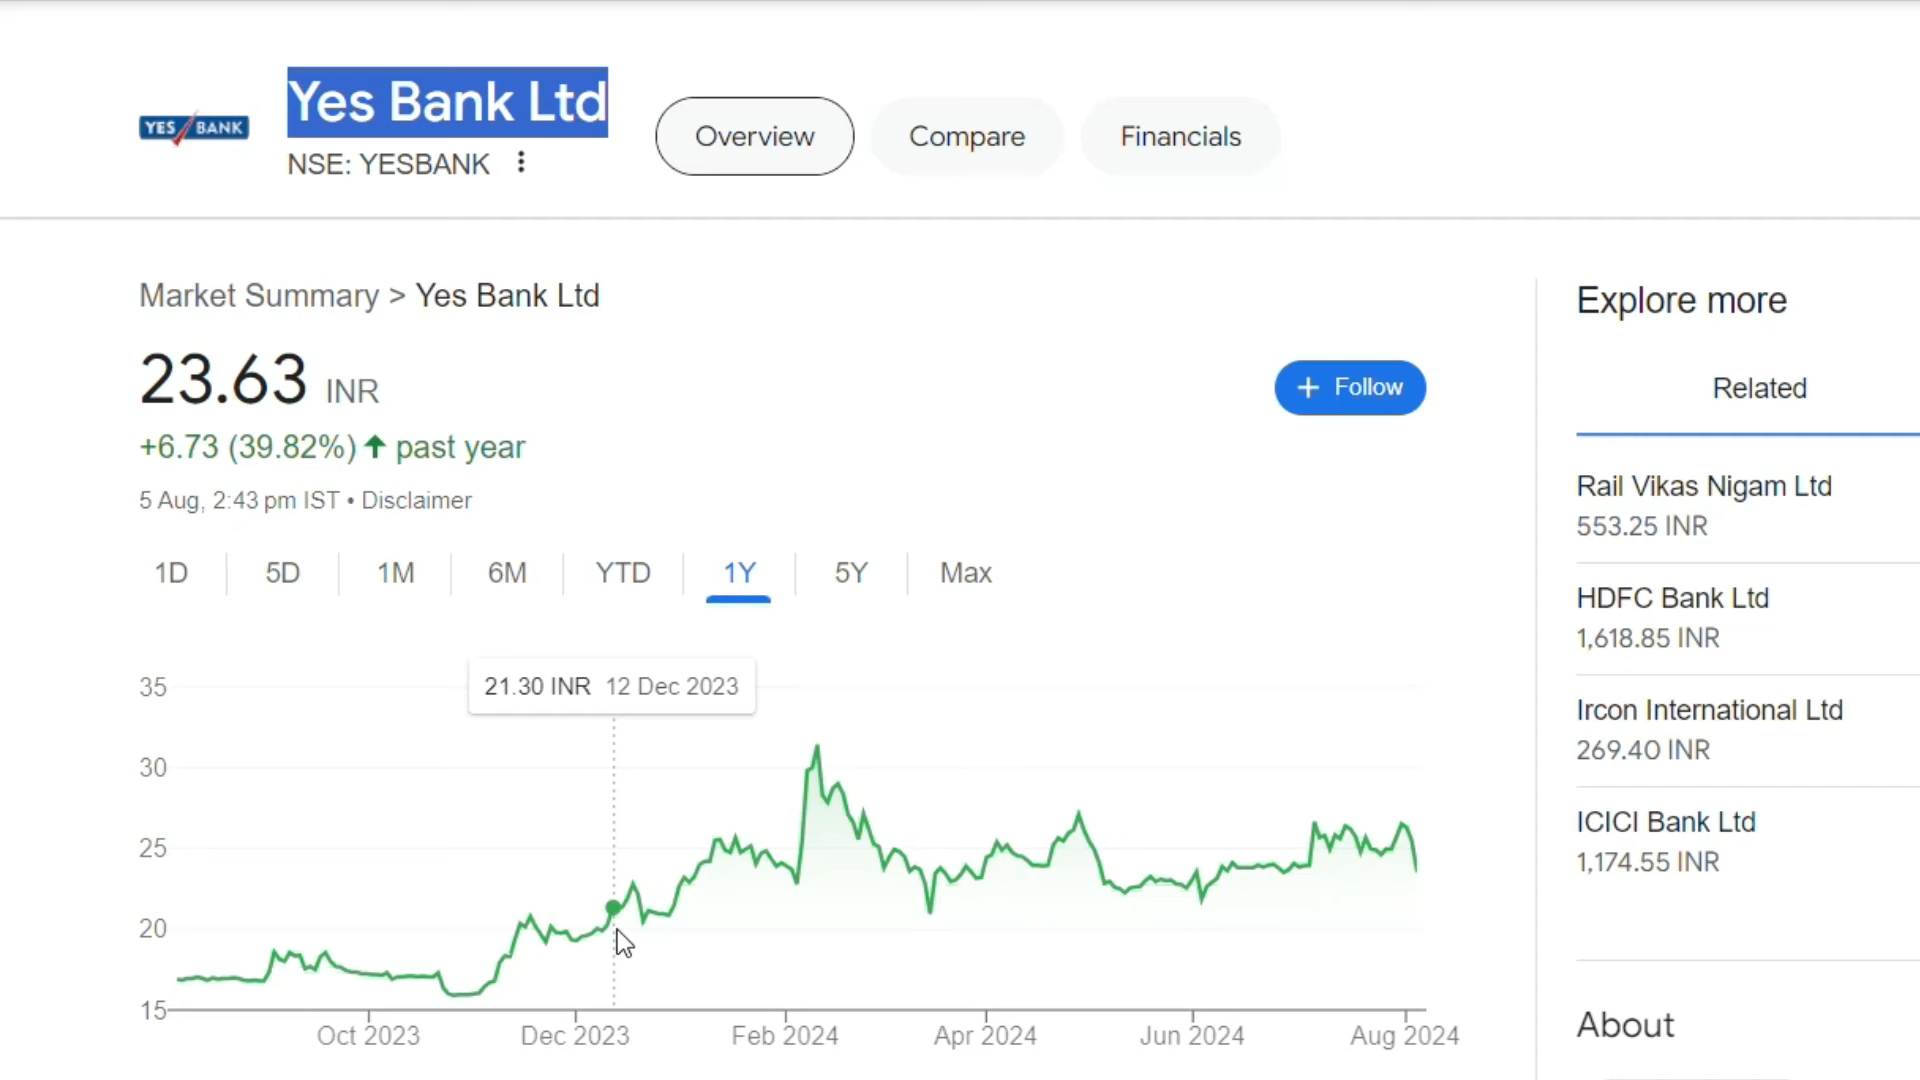 YES BANK
Yes Bank Ltd
NSE: YESBANK
Overview
Compare
Financials
Market Summary > Yes Bank Ltd
23.63 INR
+ Follow
+6.73 (39.82%) ↑ past year
5 Aug, 2:43 pm IST • Disclaimer
1D 5D 1M 6M YTD 1Y 5Y Max
21.30 INR 12 Dec 2023
35
30
25
20
15
Oct 2023 Dec 2023 Feb 2024 Apr 2024 Jun 2024 Aug 2024
Explore more
Related
Rail Vikas Nigam Ltd
553.25 INR
HDFC Bank Ltd
1,618.85 INR
Ircon International Ltd
269.40 INR
ICICI Bank Ltd
1,174.55 INR
About